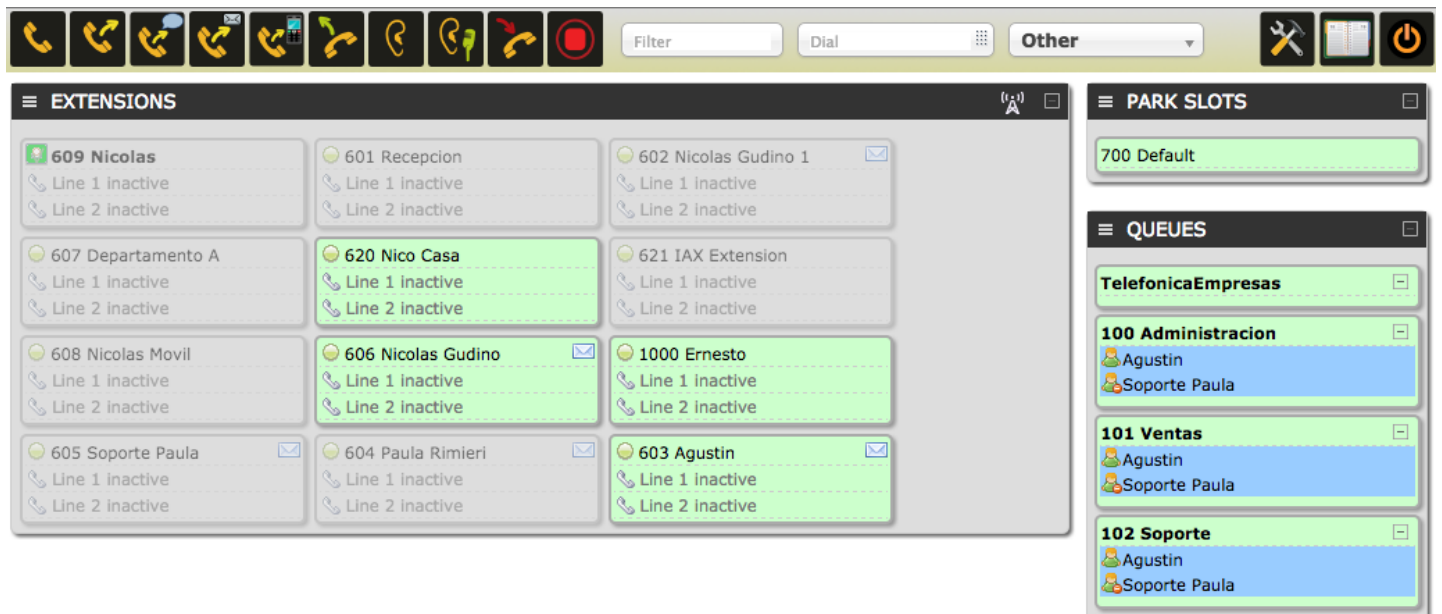 Filter
Dial
Other
EXTENSIONS
609 Nicolas
Line 1 inactive
Line 2 inactive
601 Recepcion
Line 1 inactive
Line 2 inactive
602 Nicolas Gudino 1
Line 1 inactive
Line 2 inactive
607 Departamento A
Line 1 inactive
Line 2 inactive
620 Nico Casa
Line 1 inactive
Line 2 inactive
621 IAX Extension
Line 1 inactive
Line 2 inactive
608 Nicolas Movil
Line 1 inactive
Line 2 inactive
606 Nicolas Gudino
Line 1 inactive
Line 2 inactive
1000 Ernesto
Line 1 inactive
Line 2 inactive
605 Soporte Paula
Line 1 inactive
Line 2 inactive
604 Paula Rimieri
Line 1 inactive
Line 2 inactive
603 Agustin
Line 1 inactive
Line 2 inactive
PARK SLOTS
700 Default
QUEUES
TelefonicaEmpresas
100 Administracion
Agustin
Soporte Paula
101 Ventas
Agustin
Soporte Paula
102 Soporte
Agustin
Soporte Paula